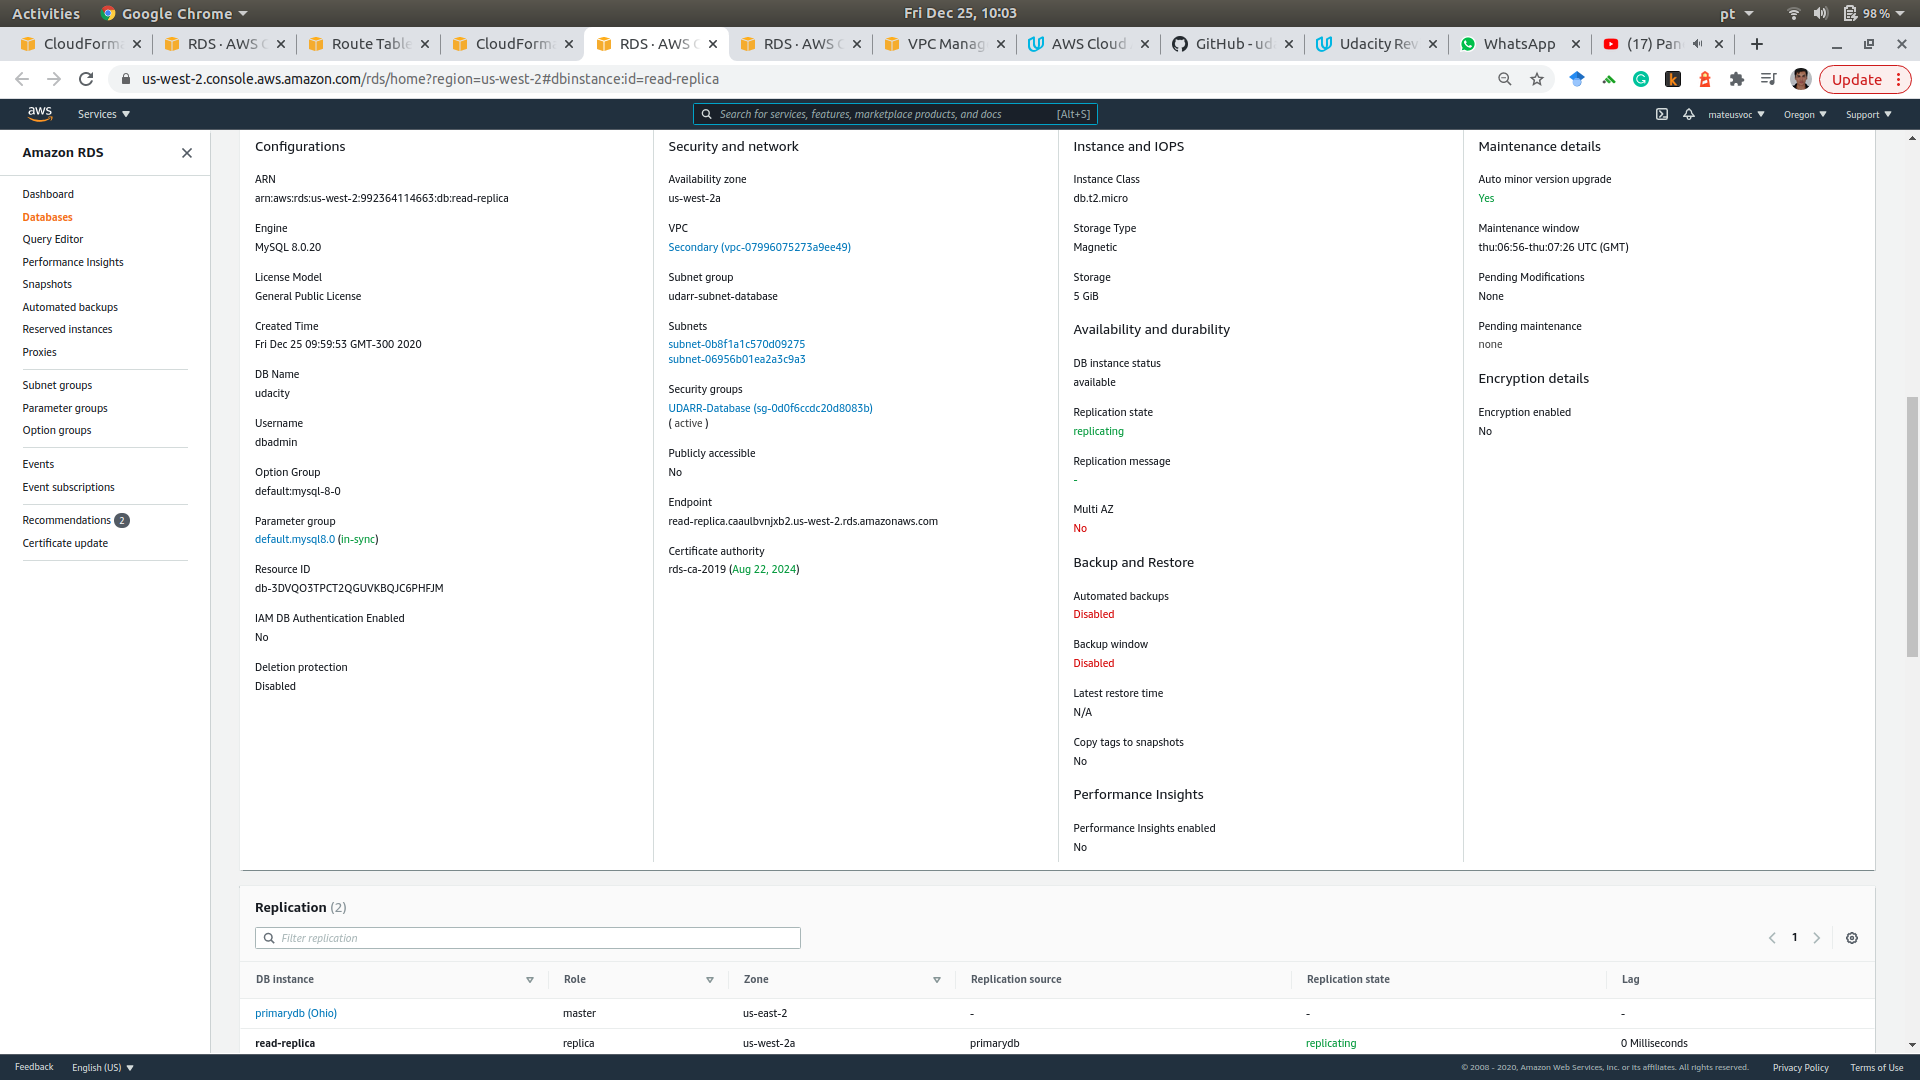 Activities
Google Chrome
Fri Dec 25, 10:03
pt
98 %
CloudForma
RDS · AWS C
Route Table
CloudForma
RDS · AWS C
RDS · AWS C
VPC Manag
AWS Cloud
GitHub - ud
Udacity Rev
WhatsApp
(17) Pan
us-west-2.console.aws.amazon.com/rds/home?region=us-west-2#dbinstance:id=read-replica
Update
aws
Services
Search for services, features, marketplace products, and docs
[Alt+S]
mateusvoc
Oregon
Support
Amazon RDS
Dashboard
Databases
Query Editor
Performance Insights
Snapshots
Automated backups
Reserved instances
Proxies
Subnet groups
Parameter groups
Option groups
Events
Event subscriptions
Recommendations 2
Certificate update
Configurations
ARN
arn:aws:rds:us-west-2:992364114663:db:read-replica
Engine
MySQL 8.0.20
License Model
General Public License
Created Time
Fri Dec 25 09:59:53 GMT-300 2020
DB Name
udacity
Username
dbadmin
Option Group
default:mysql-8-0
Parameter group
default.mysql8.0 (in-sync)
Resource ID
db-3DVQO3TPCT2QGUVKBQJC6PHFJM
IAM DB Authentication Enabled
No
Deletion protection
Disabled
Security and network
Availability zone
us-west-2a
VPC
Secondary (vpc-07996075273a9ee49)
Subnet group
udarr-subnet-database
Subnets
subnet-0b8f1a1c570d09275
subnet-06956b01ea2a3c9a3
Security groups
UDARR-Database (sg-0d0f6ccdc20d8083b)
( active )
Publicly accessible
No
Endpoint
read-replica.caaulbvnjxb2.us-west-2.rds.amazonaws.com
Certificate authority
rds-ca-2019 (Aug 22, 2024)
Instance and IOPS
Instance Class
db.t2.micro
Storage Type
Magnetic
Storage
5 GiB
Availability and durability
DB instance status
available
Replication state
replicating
Replication message
-
Multi AZ
No
Backup and Restore
Automated backups
Disabled
Backup window
Disabled
Latest restore time
N/A
Copy tags to snapshots
No
Performance Insights
Performance Insights enabled
No
Maintenance details
Auto minor version upgrade
Yes
Maintenance window
thu:06:56-thu:07:26 UTC (GMT)
Pending Modifications
None
Pending maintenance
none
Encryption details
Encryption enabled
No
Replication (2)
Filter replication
1
DB instance Role Zone Replication source Replication state Lag
primarydb (Ohio) master us-east-2 - - -
read-replica replica us-west-2a primarydb replicating 0 Milliseconds
Feedback
English (US)
© 2008 - 2020, Amazon Web Services, Inc. or its affiliates. All rights reserved.
Privacy Policy
Terms of Use